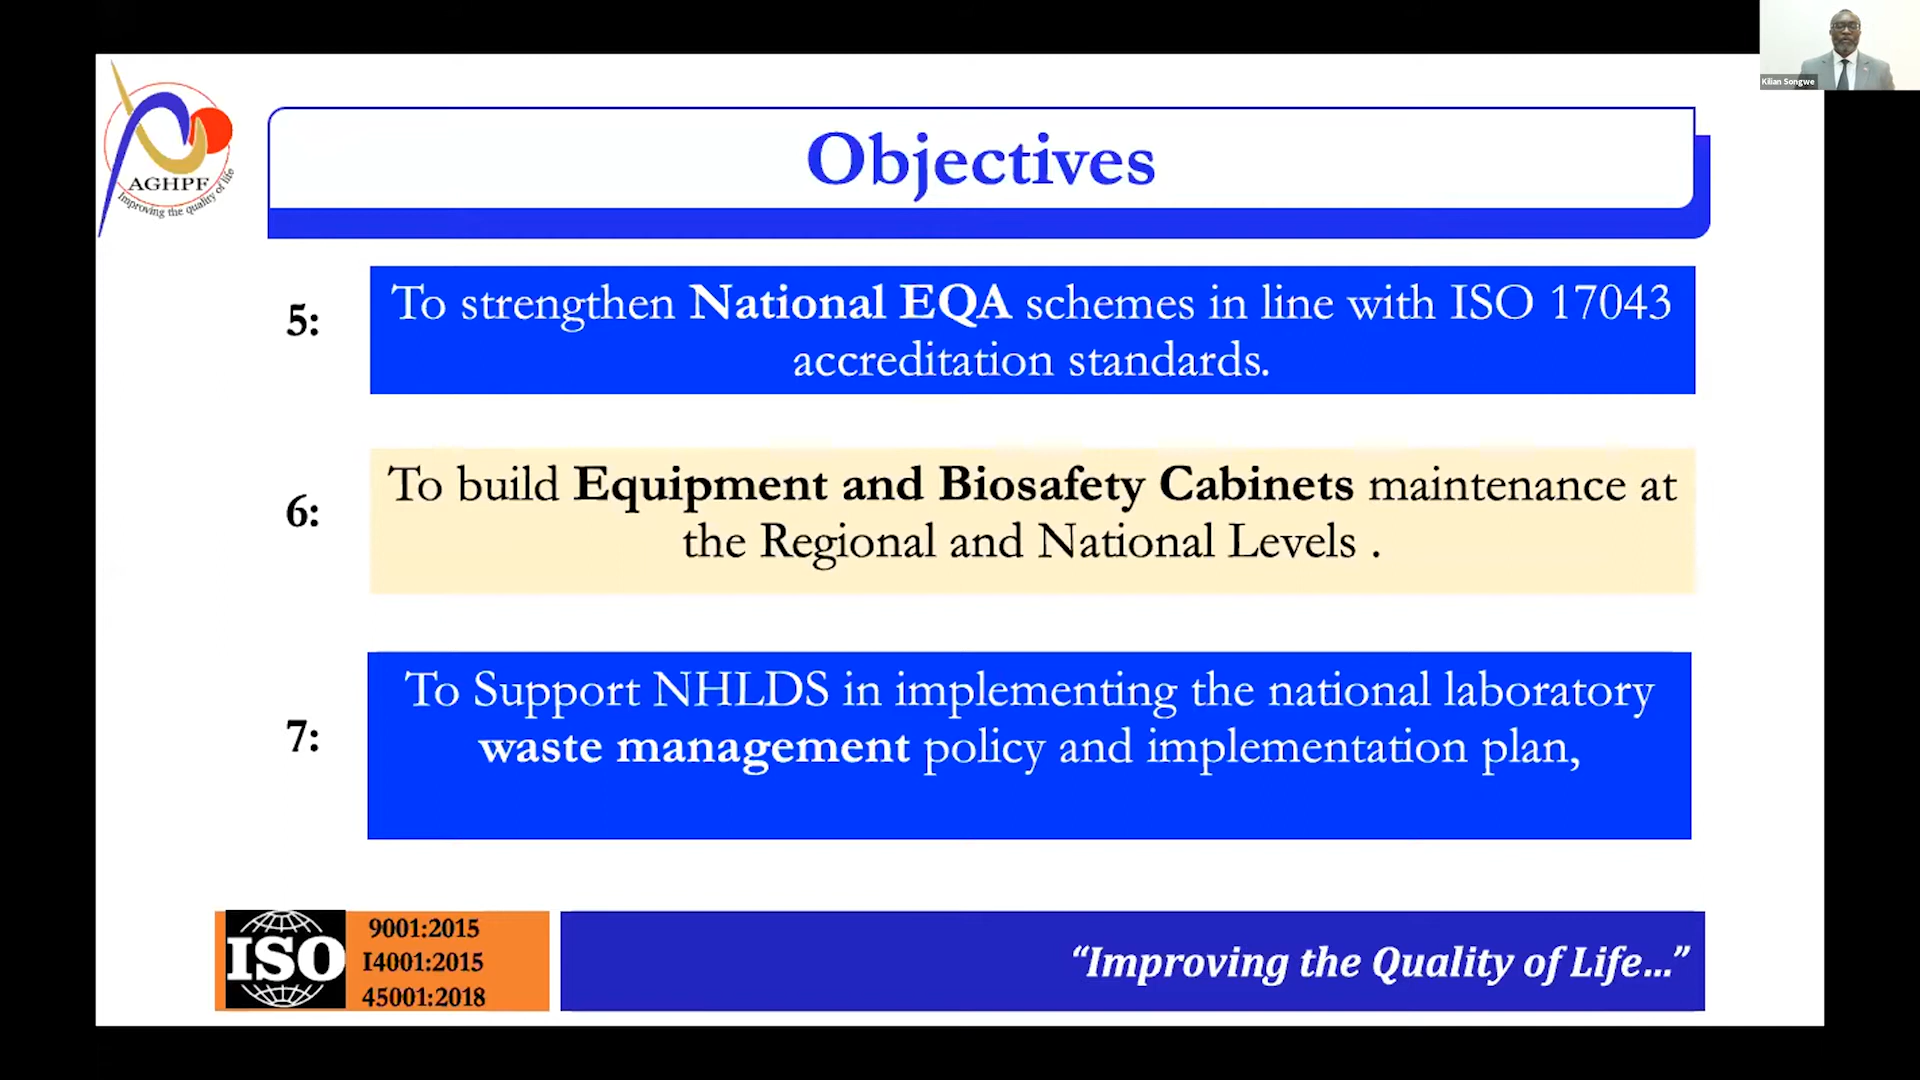 Kilian Songwe
AGHPF
Improving the quality of life
Objectives
5:
To strengthen National EQA schemes in line with ISO 17043
accreditation standards.
6:
To build Equipment and Biosafety Cabinets maintenance at
the Regional and National Levels .
7:
To Support NHLDS in implementing the national laboratory
waste management policy and implementation plan,
ISO
9001:2015
I4001:2015
45001:2018
“Improving the Quality of Life...”